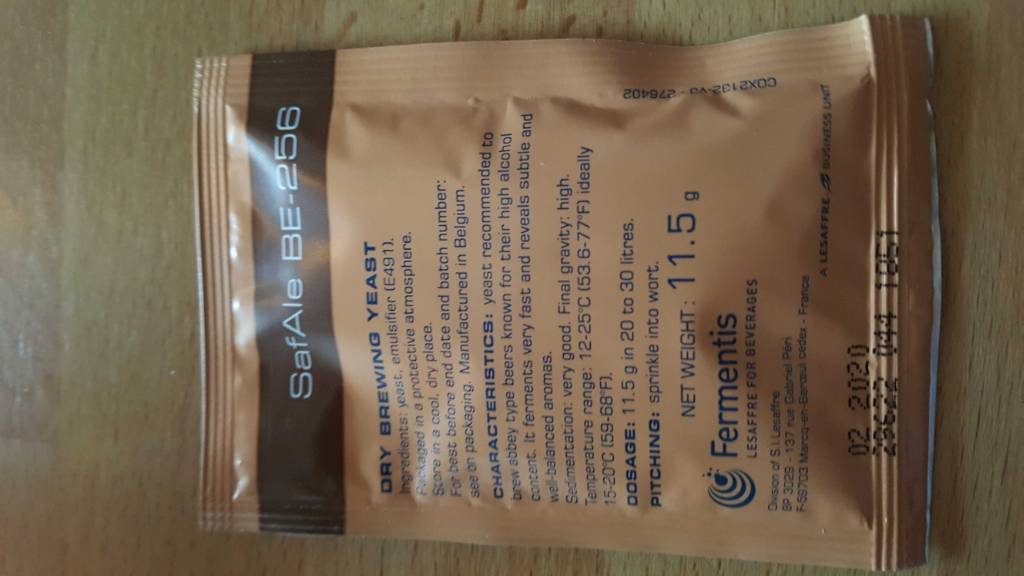 SafAle BE-256
DRY BREWING YEAST
Ingredients: yeast, emulsifier (E491).
Packaged in a protective atmosphere.
Store in a cool, dry place.
For best before end date and batch number:
see on packaging. Manufactured in Belgium.
CHARACTERISTICS: yeast recommended to
brew abbey type beers known for their high alcohol
content. It ferments very fast and reveals subtle and
well-balanced aromas.
Sedimentation: very good. Final gravity: high.
Temperature range: 12-25°C (53.6-77°F) ideally
15-20°C (59-68°F).
DOSAGE: 11.5 g in 20 to 30 litres.
PITCHING: sprinkle into wort.
NET WEIGHT: 11.5 g
Fermentis
LESAFFRE FOR BEVERAGES
Division of S.I.Lesaffre
BP 3029 - 137 rue Gabriel Péri
F-59703 Marcq-en-Baroeul cedex - France
A LESAFFRE BUSINESS UNIT
COX2132-V3 - 276402
02 2020